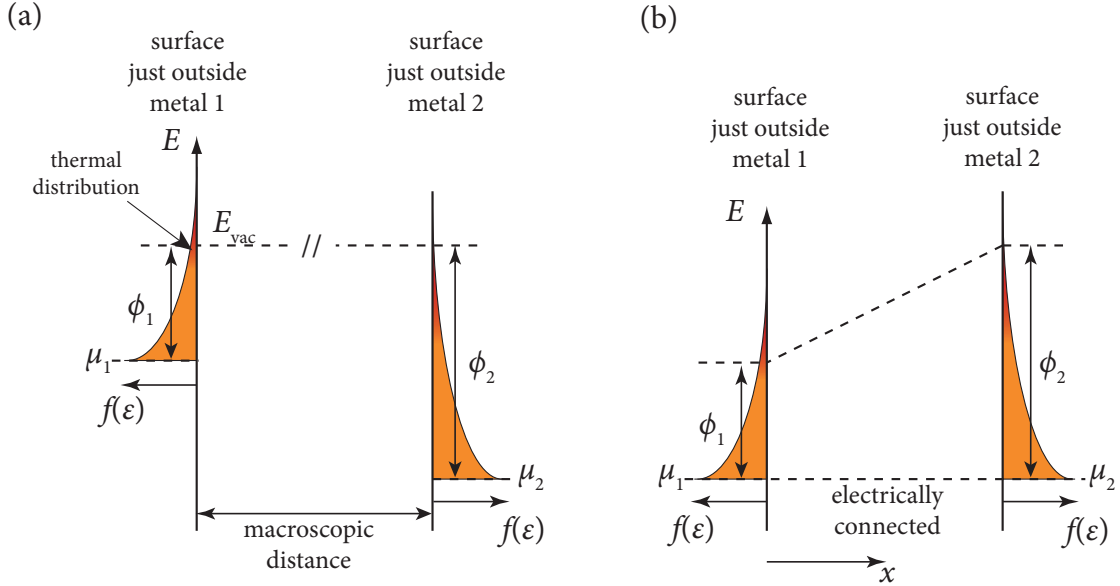 (a)
surface
just outside
metal 1
surface
just outside
metal 2
E
thermal
distribution
E_vac
//
ϕ_1
μ_1
f(ε)
ϕ_2
μ_2
f(ε)
macroscopic
distance
(b)
surface
just outside
metal 1
surface
just outside
metal 2
E
ϕ_1
ϕ_2
μ_1
μ_2
electrically
connected
f(ε)
f(ε)
x